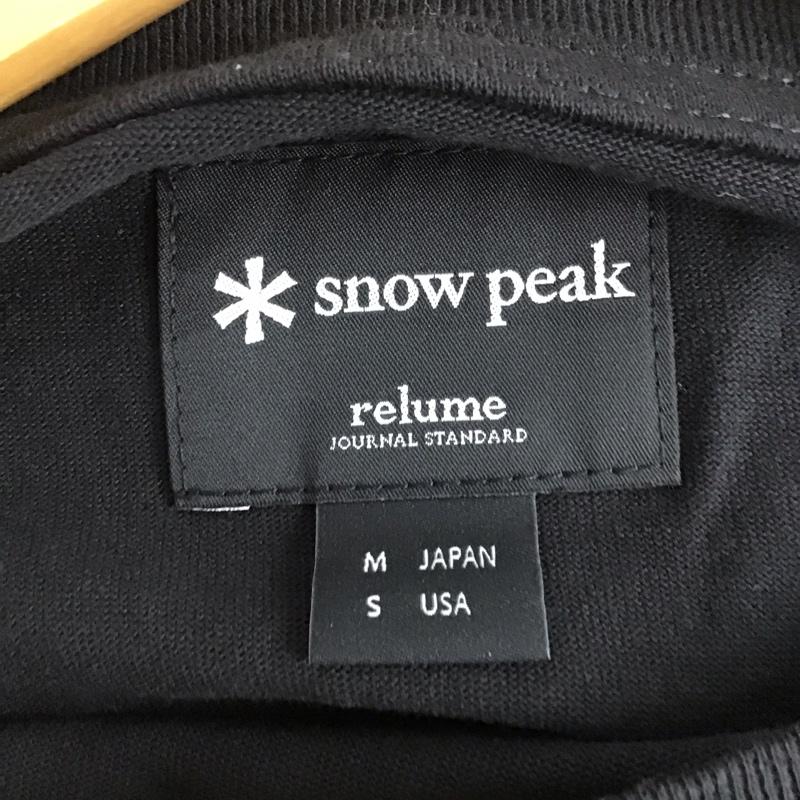 snow peak
relume
JOURNAL STANDARD
M JAPAN
S USA